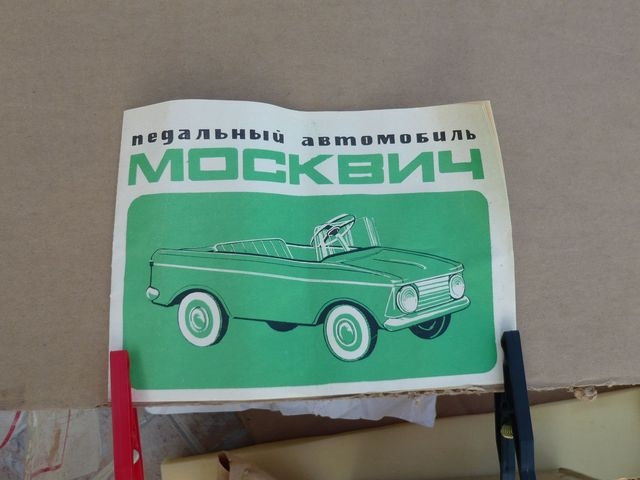 педальный автомобиль
МОСКВИЧ